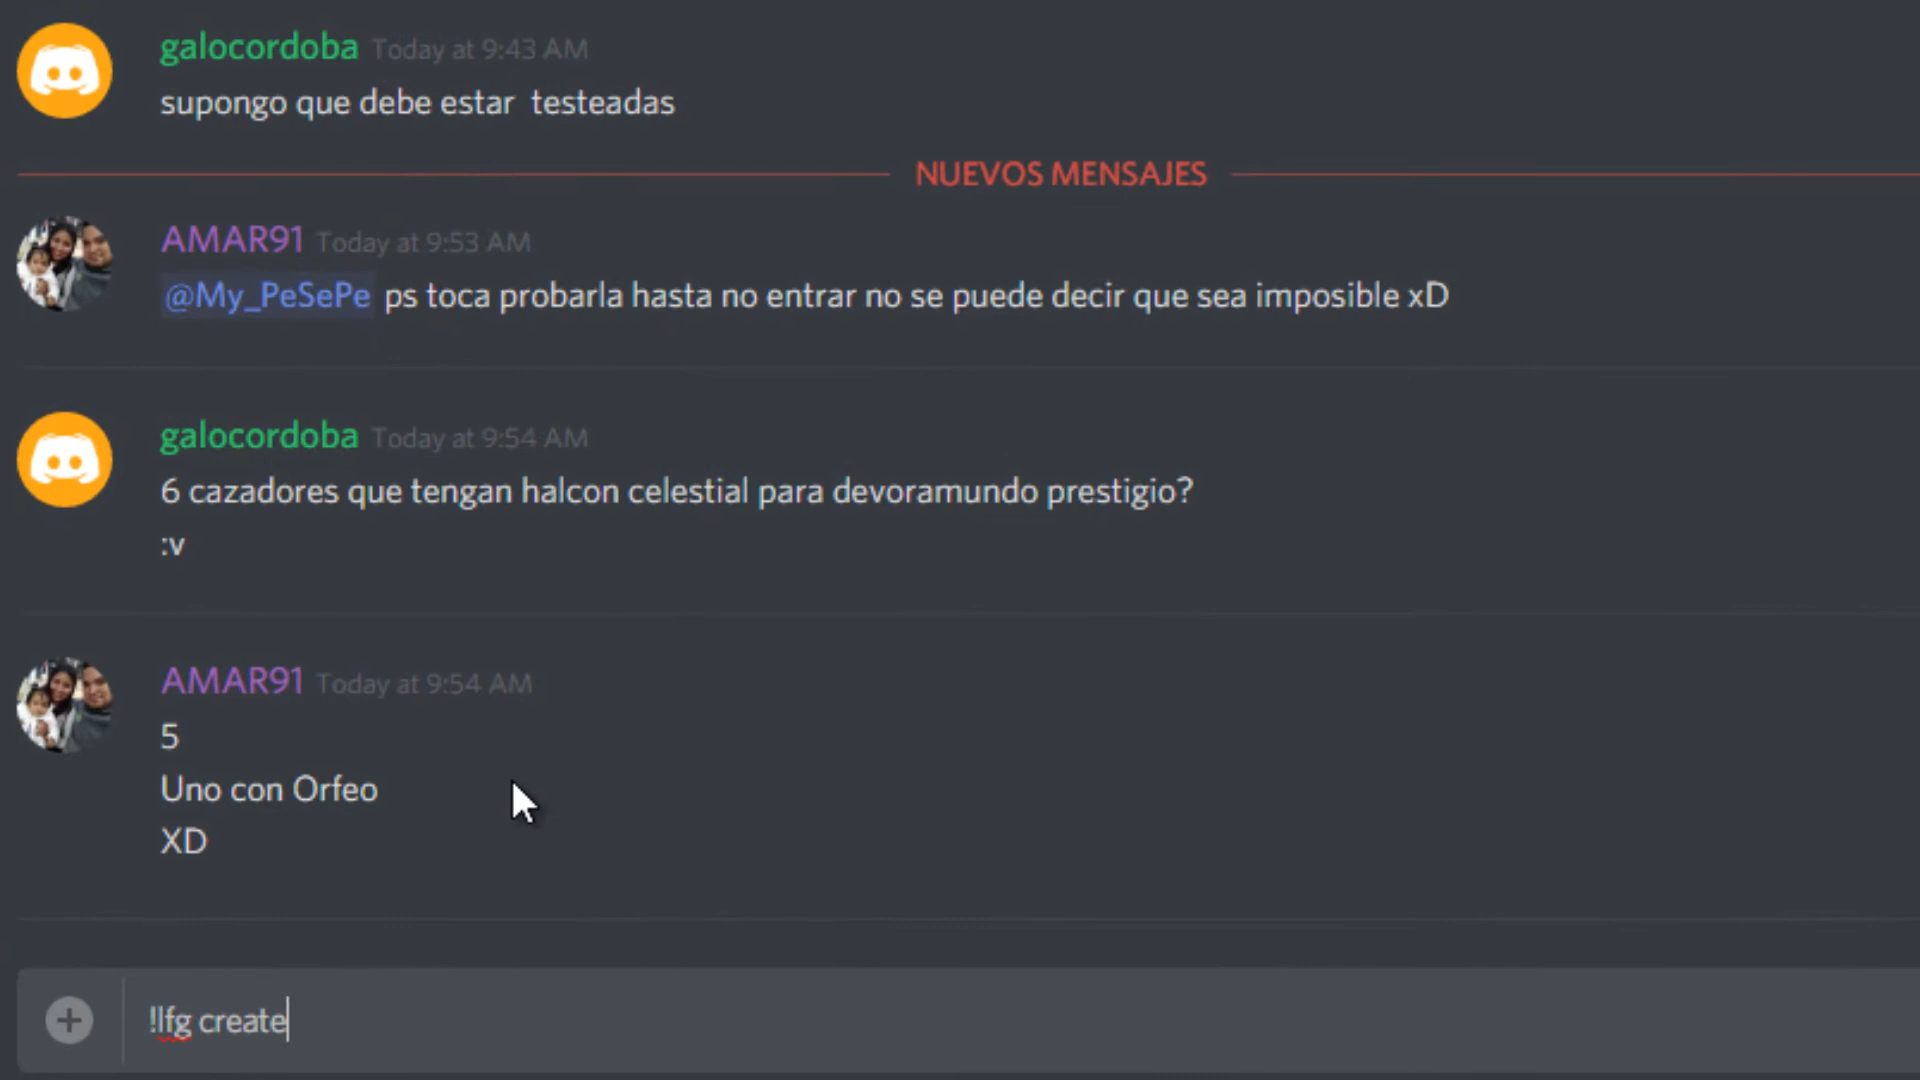 galocordoba Today at 9:43 AM
supongo que debe estar testeadas
NUEVOS MENSAJES
AMAR91 Today at 9:53 AM
@My_PeSePe ps toca probarla hasta no entrar no se puede decir que sea imposible xD
galocordoba Today at 9:54 AM
6 cazadores que tengan halcon celestial para devoramundo prestigio?
:v
AMAR91 Today at 9:54 AM
5
Uno con Orfeo
XD
!lfg create